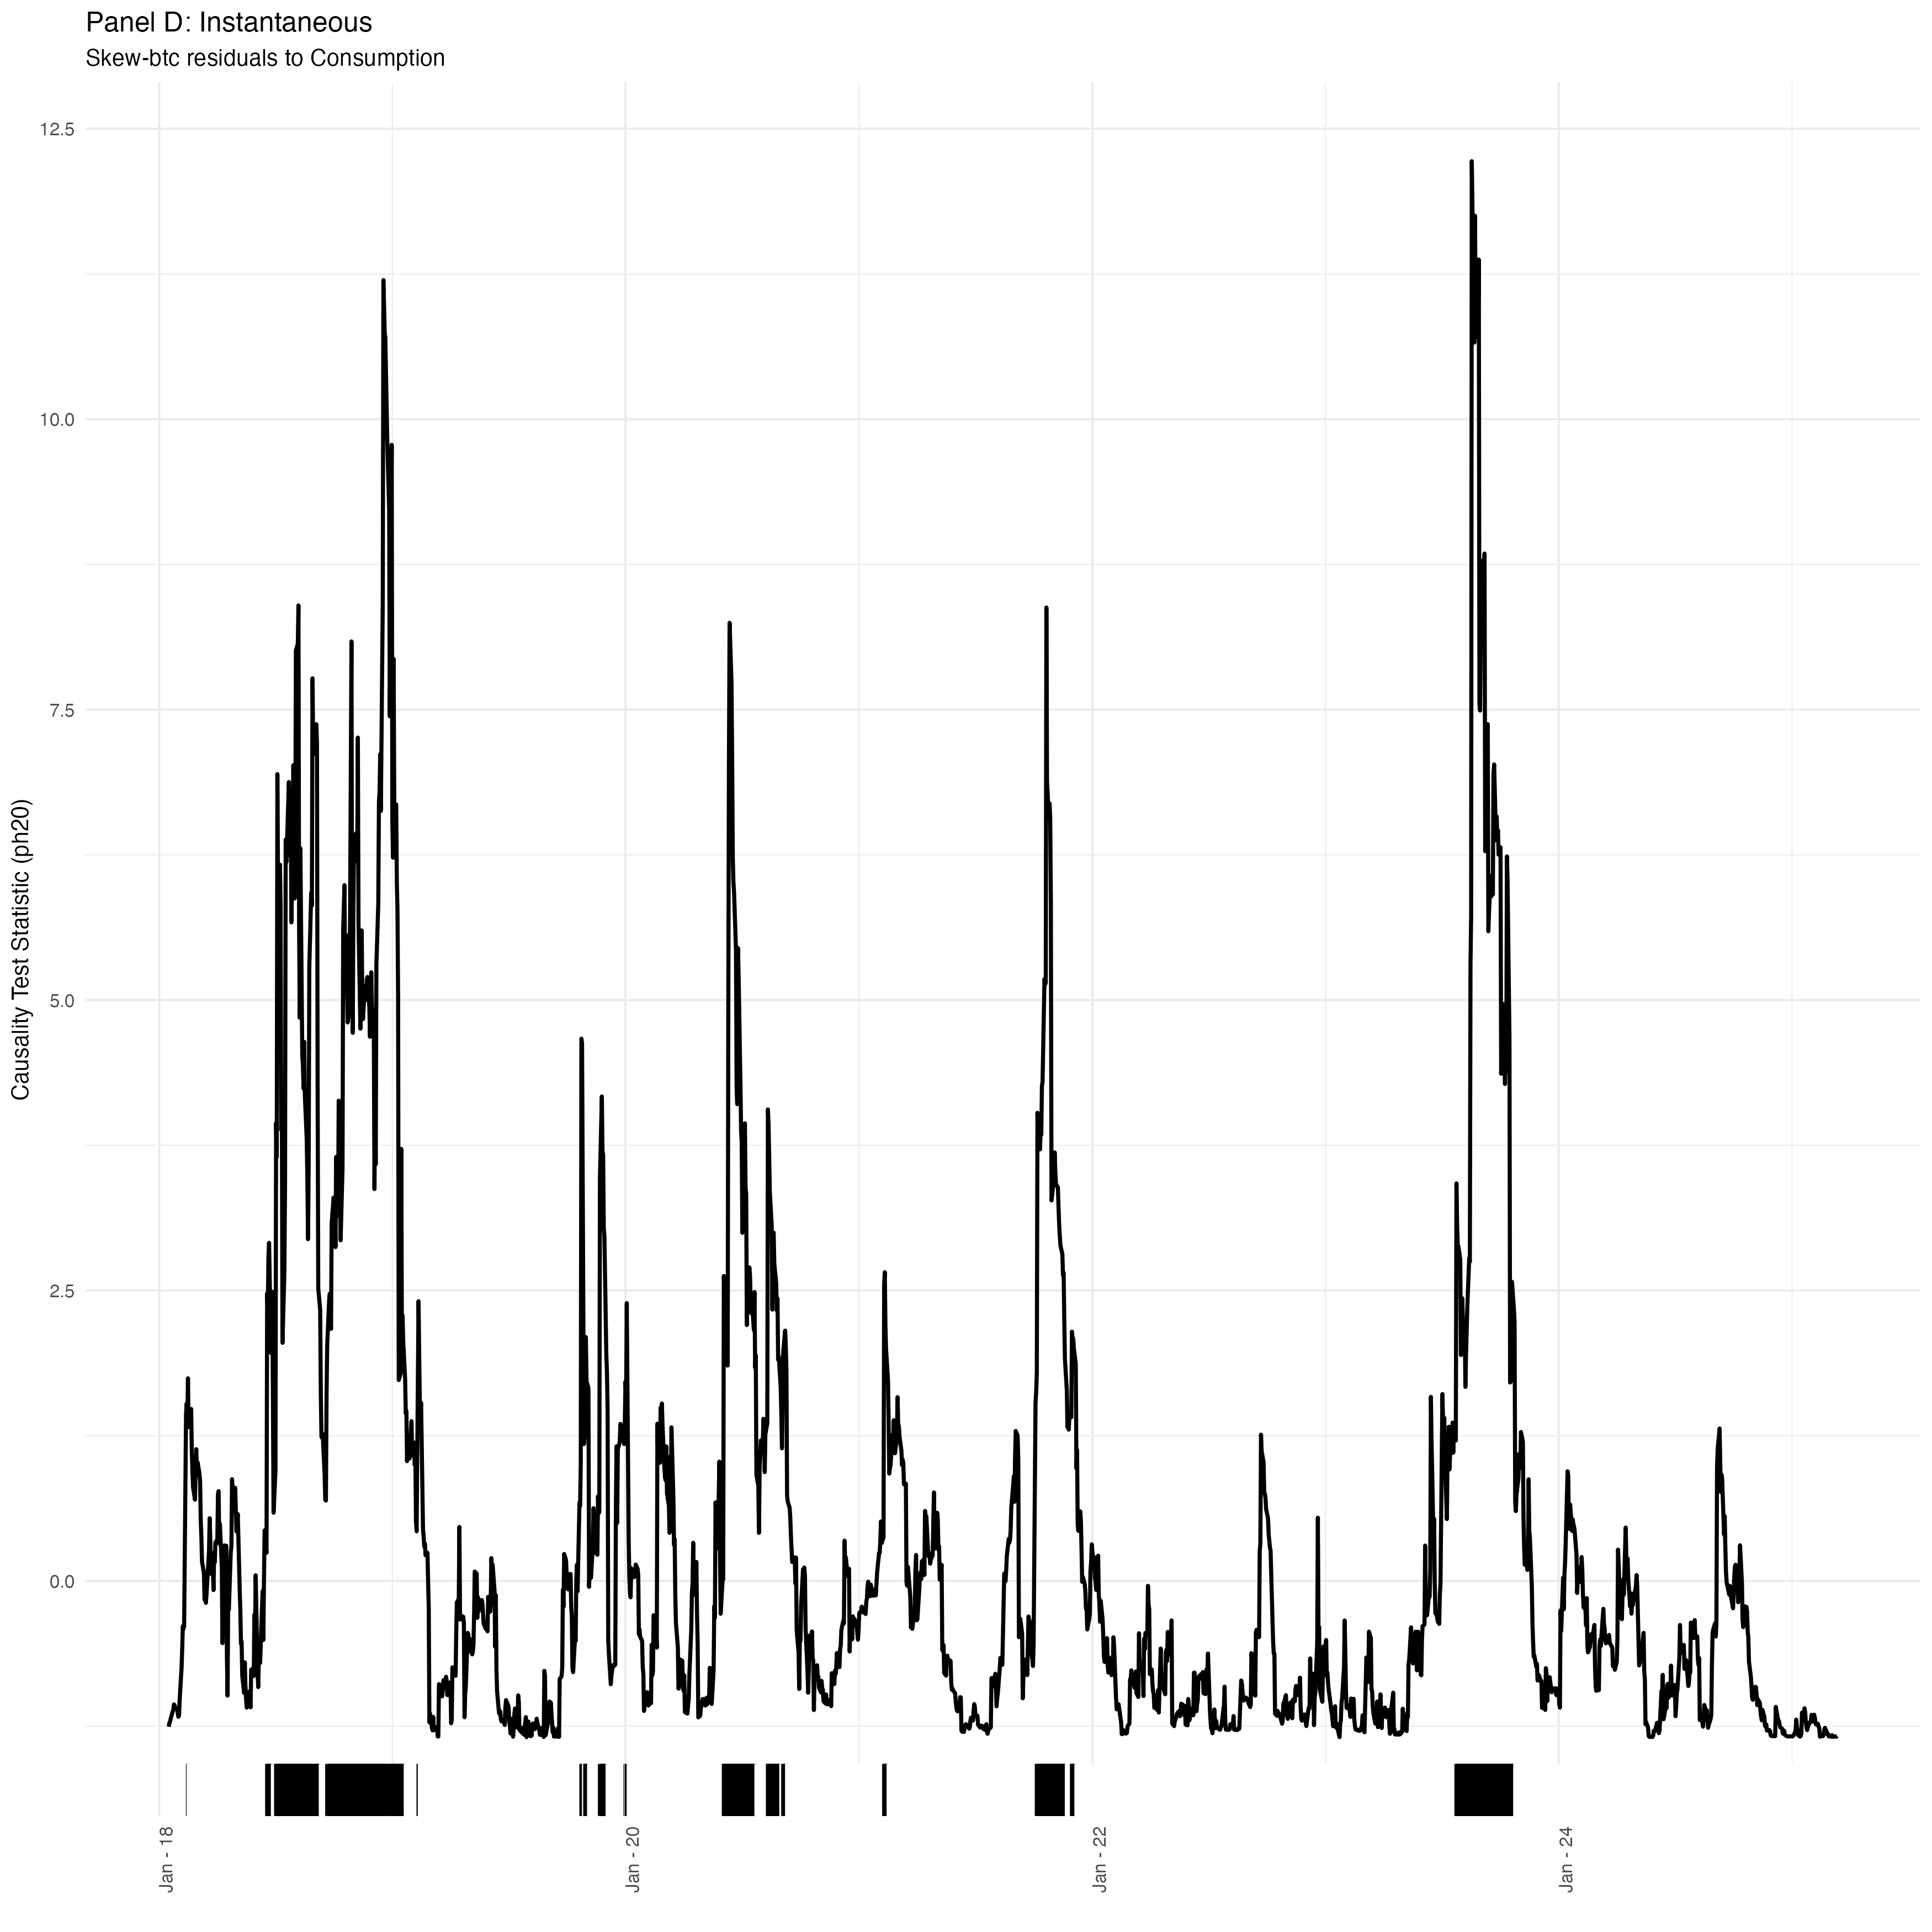 Panel D: Instantaneous
Skew-btc residuals to Consumption
Causality Test Statistic (ph20)
12.5
10.0
7.5
5.0
2.5
0.0
Jan - 18
Jan - 20
Jan - 22
Jan - 24